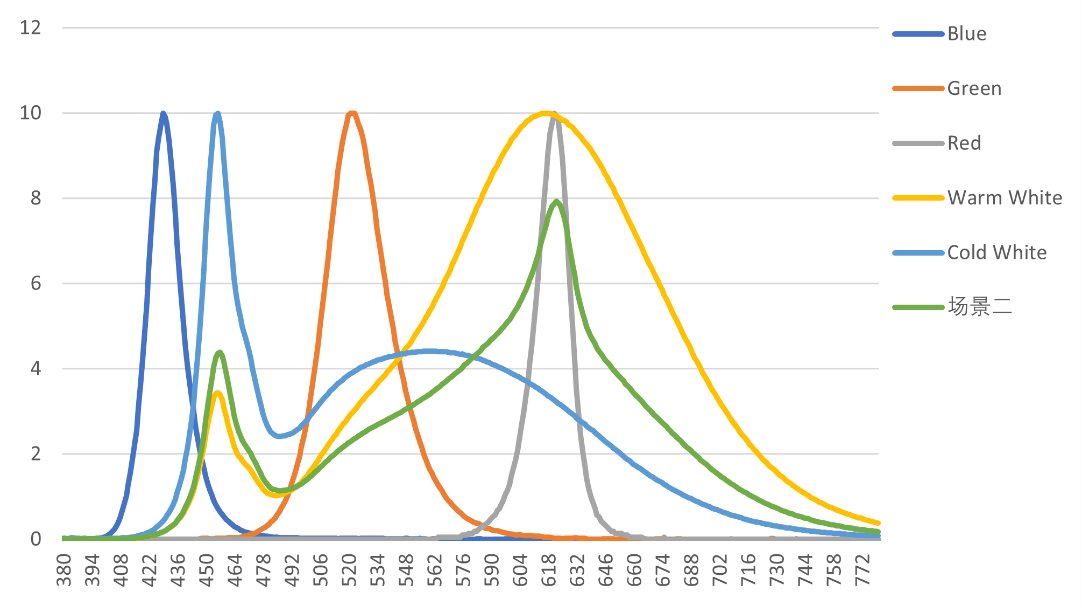 12
10
8
6
4
2
0
380 394 408 422 436 450 464 478 492 506 520 534 548 562 576 590 604 618 632 646 660 674 688 702 716 730 744 758 772
Blue
Green
Red
Warm White
Cold White
场景二